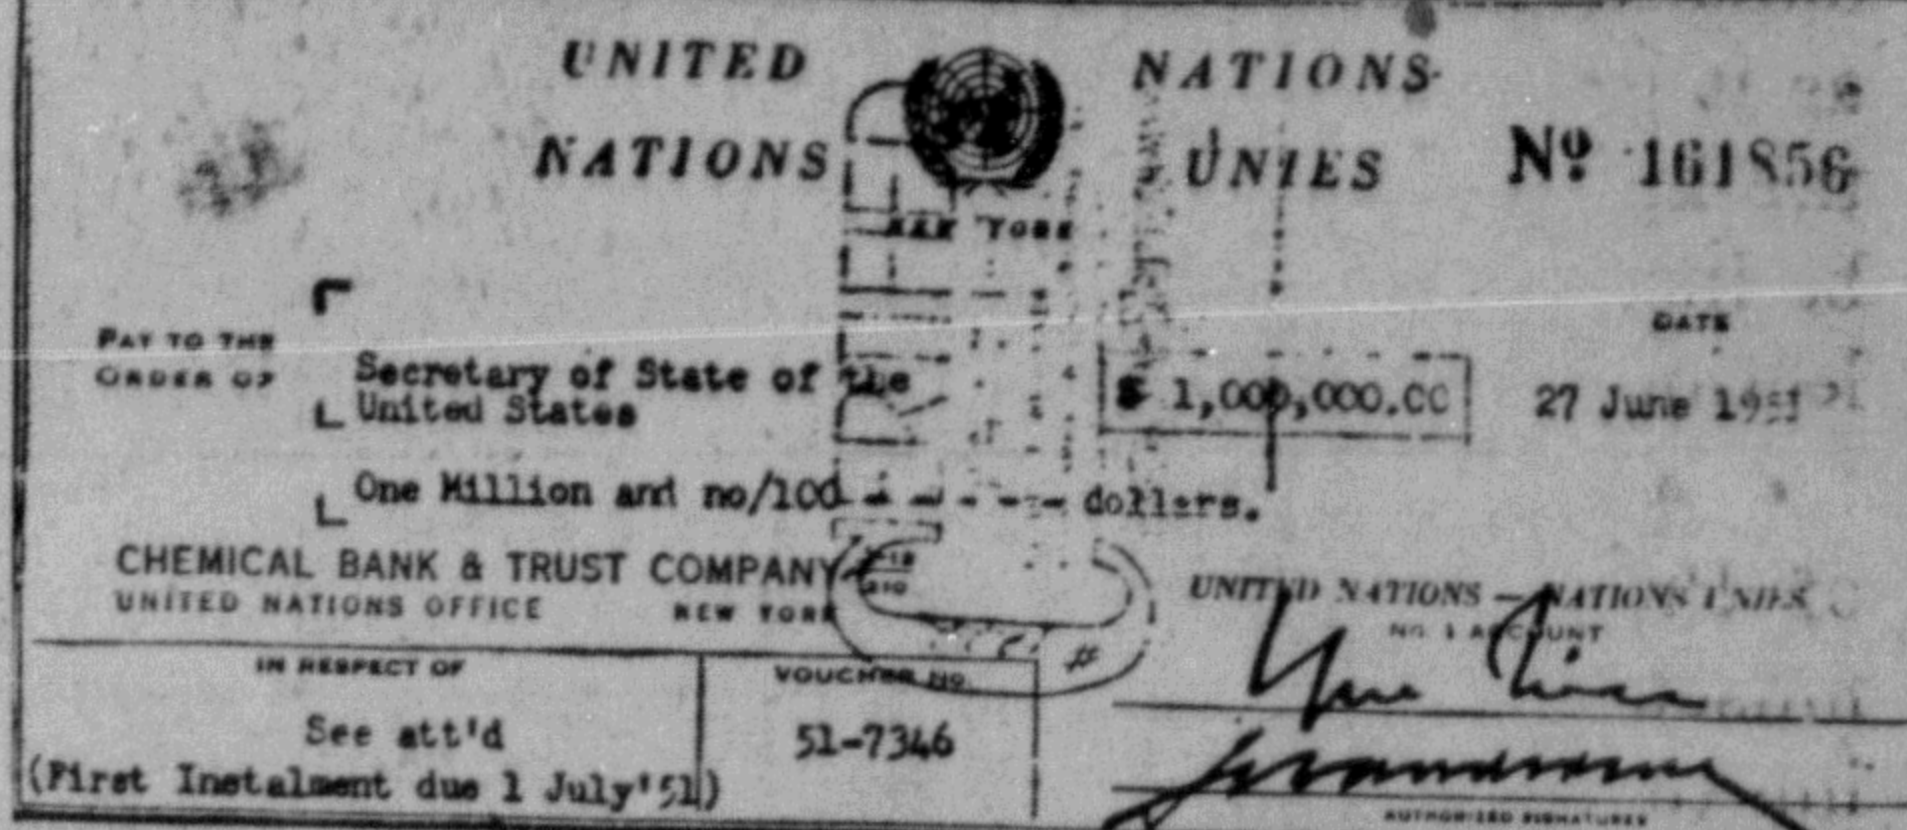 UNITED NATIONS
NATIONS UNIES
No 161856
NEW YORK
PAY TO THE
ORDER OF
Secretary of State of the
United States
$ 1,000,000.00
DATE
27 June 1951
One Million and no/100 - - - - - - dollars.
CHEMICAL BANK & TRUST COMPANY
UNITED NATIONS OFFICE NEW YORK
210
UNITED NATIONS — NATIONS UNIES
No. 1 ACCOUNT
IN RESPECT OF
VOUCHER NO.
See att'd
51-7346
(First Instalment due 1 July'51)
AUTHORIZED SIGNATURES